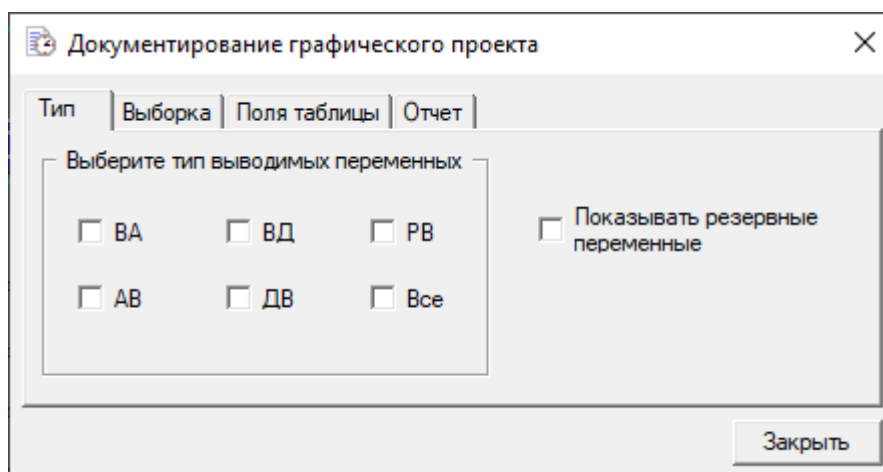 Документирование графического проекта
Тип Выборка Поля таблицы Отчет
Выберите тип выводимых переменных
ВА ВД РВ Показывать резервные
переменные
АВ ДВ Все
Закрыть